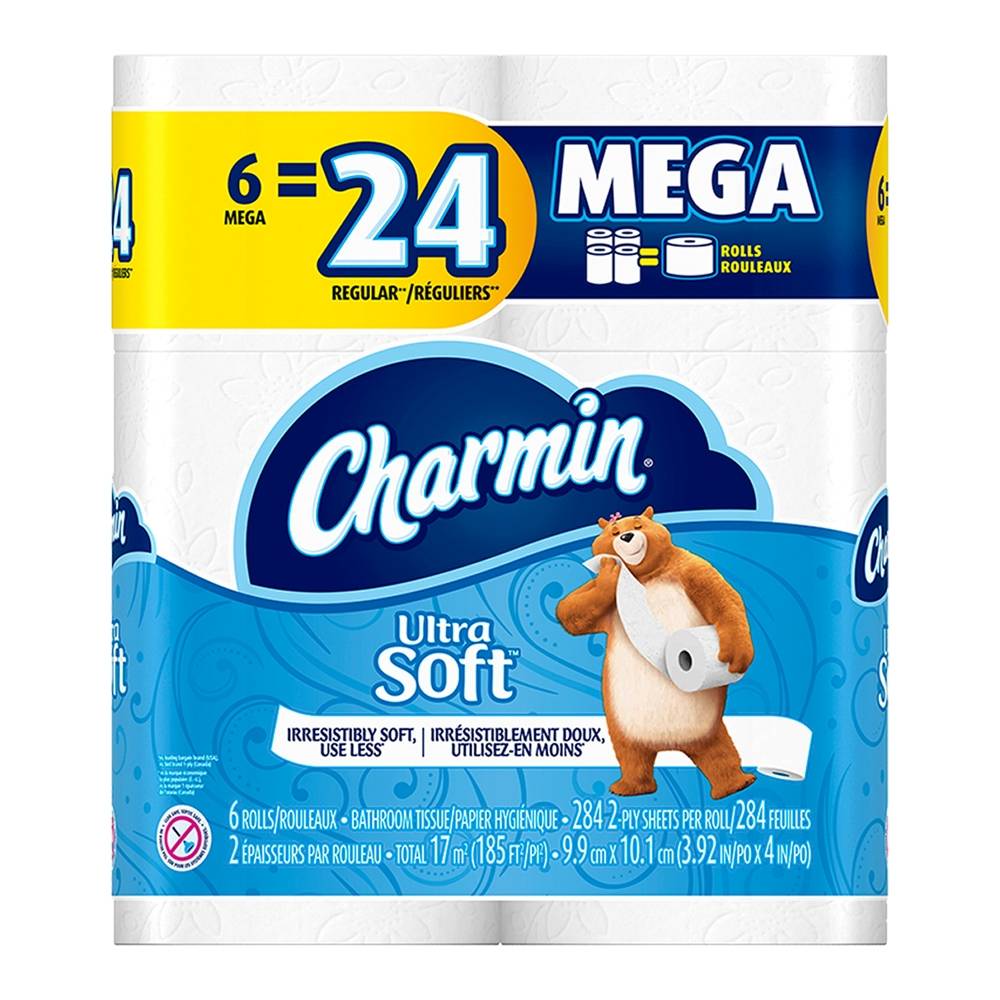 6 = 24
MEGA
REGULAR**/RÉGULIERS**
MEGA
ROLLS
ROULEAUX
Charmin®
Ultra
Soft™
IRRESISTIBLY SOFT, | IRRÉSISTIBLEMENT DOUX,
USE LESS* | UTILISEZ-EN MOINS*
6 ROLLS/ROULEAUX • BATHROOM TISSUE/PAPIER HYGIÉNIQUE • 284 2-PLY SHEETS PER ROLL/284 FEUILLES
2 ÉPAISSEURS PAR ROULEAU • TOTAL 17 m² (185 FT²/PI²) • 9.9 cm X 10.1 cm (3.92 IN/PO X 4 IN/PO)